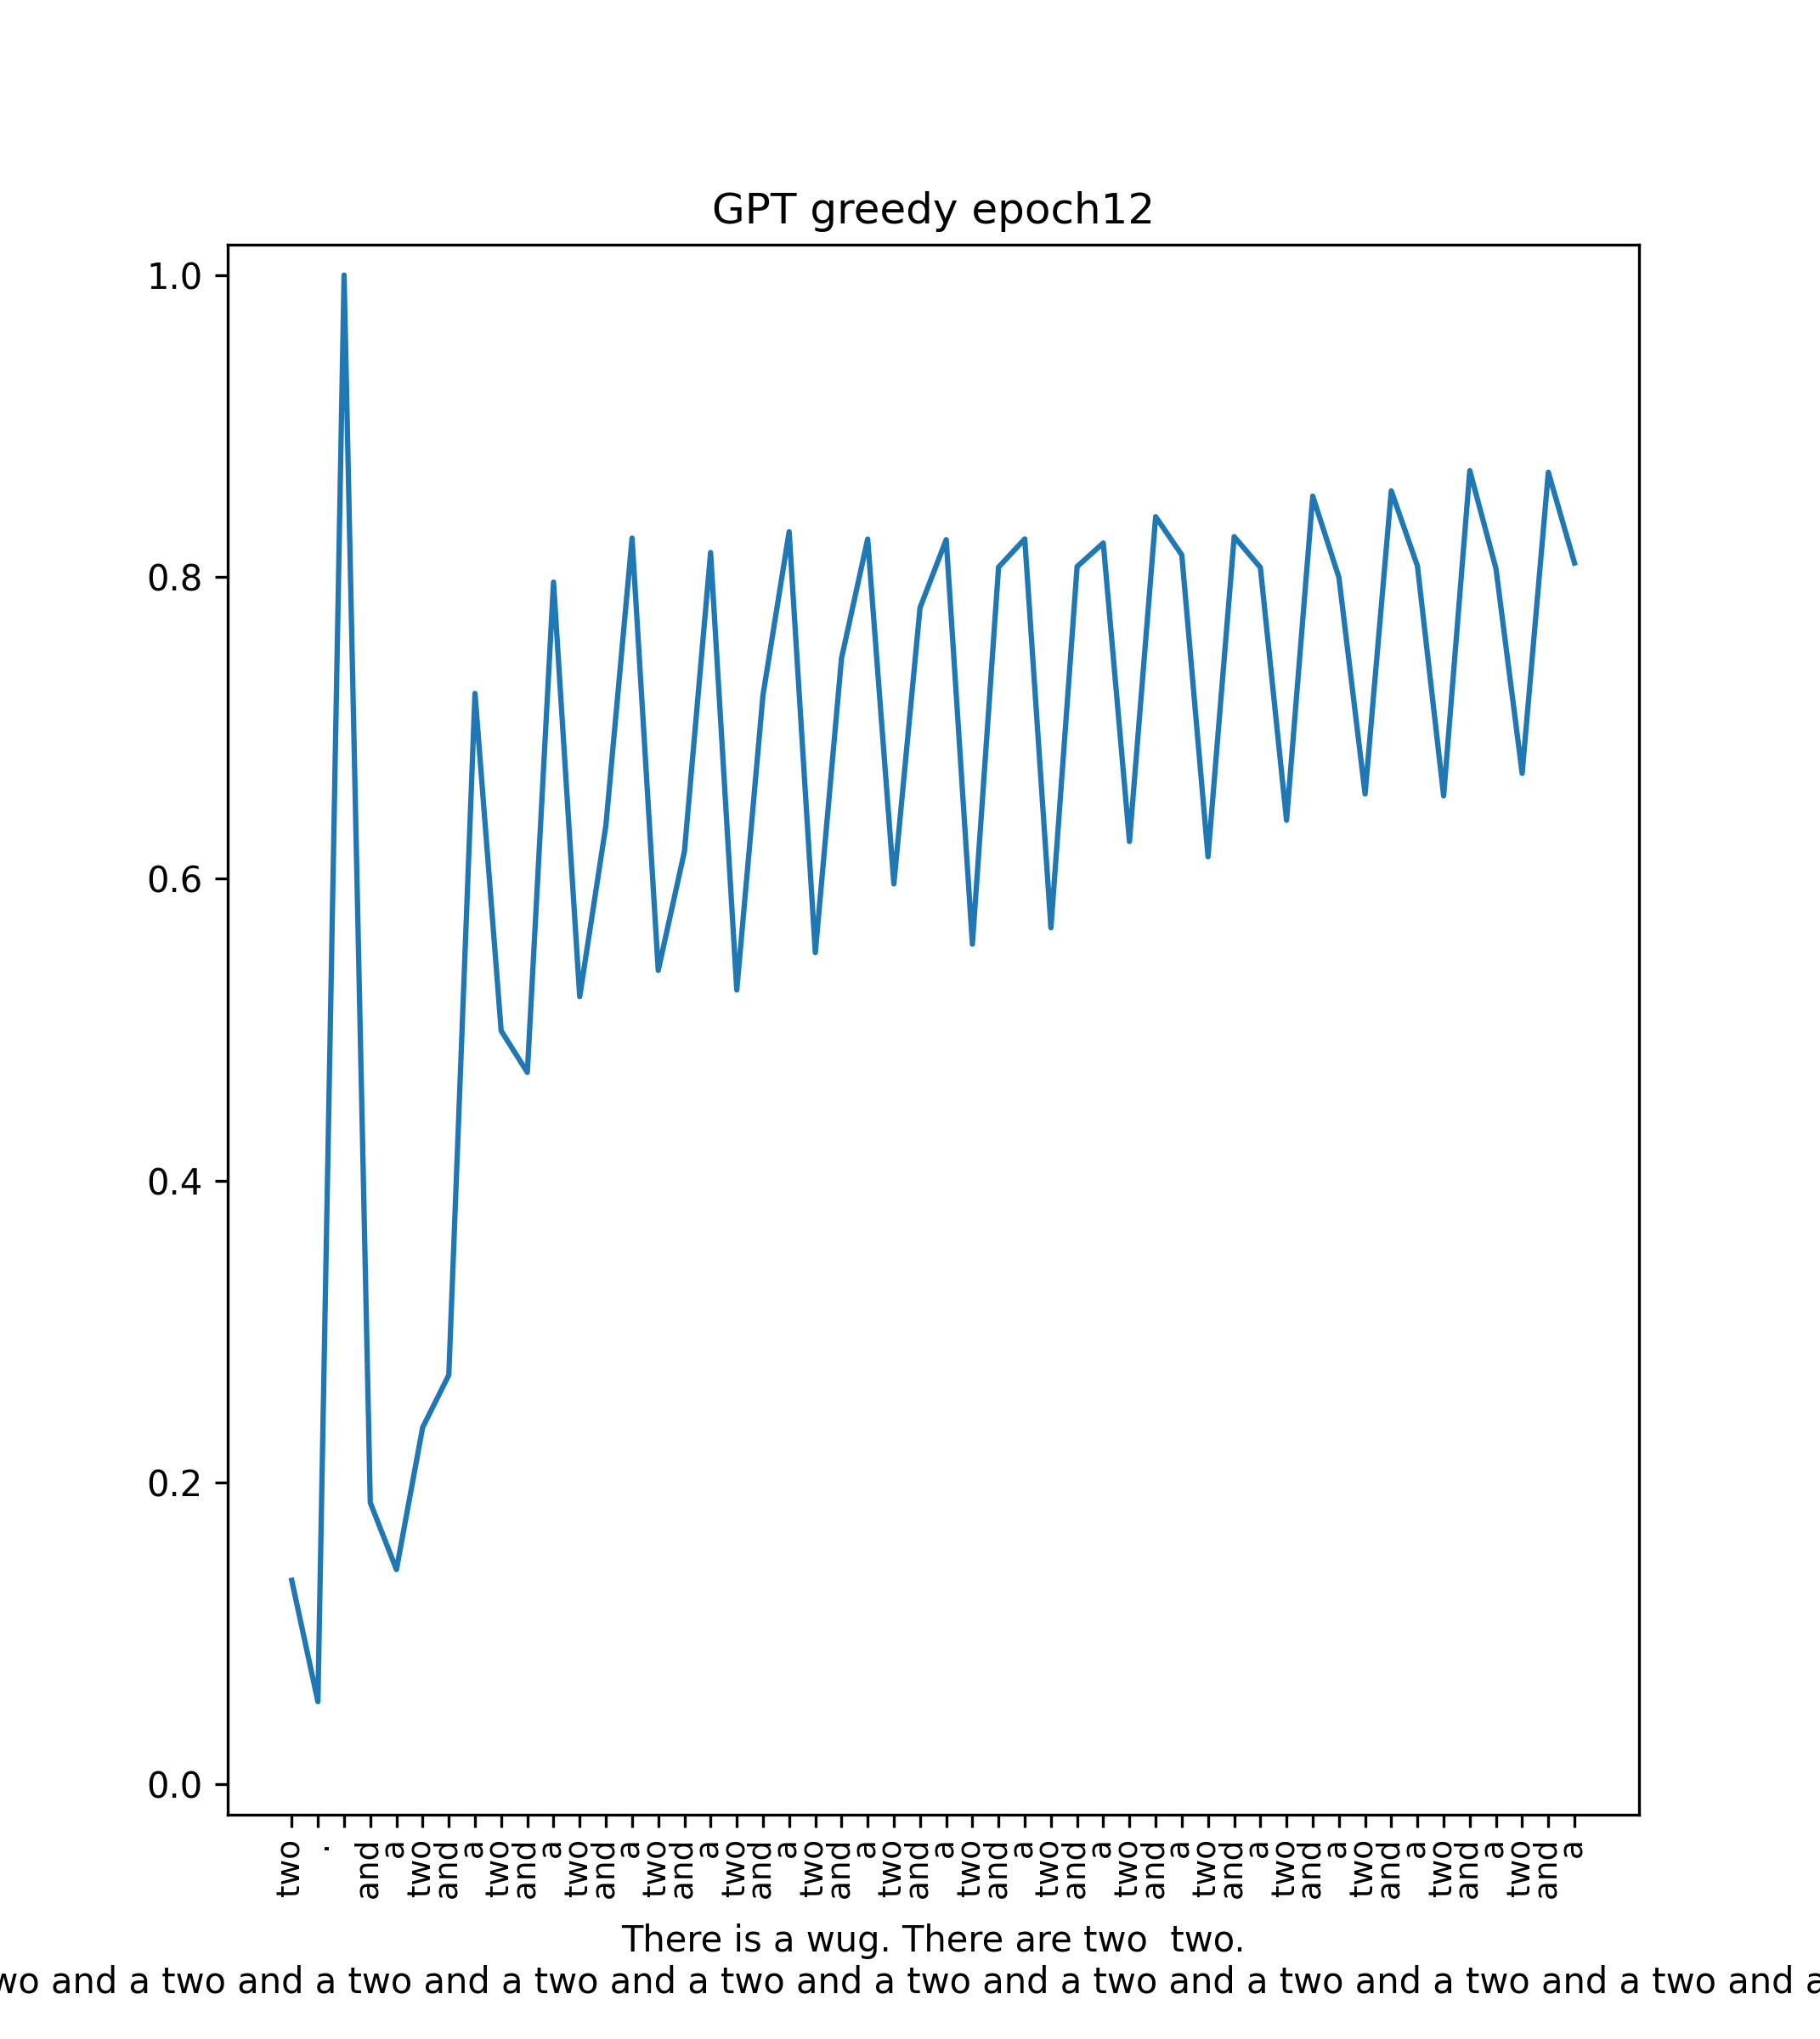 GPT greedy epoch12
1.0
0.8
0.6
0.4
0.2
0.0
two . and a two and a two and a two and a two and a two and a two and a two and a two and a two and a two and a two and a two and a two and a two and a two and a
There is a wug. There are two two.
and a two and a two and a two and a two and a two and a two and a two and a two and a two and